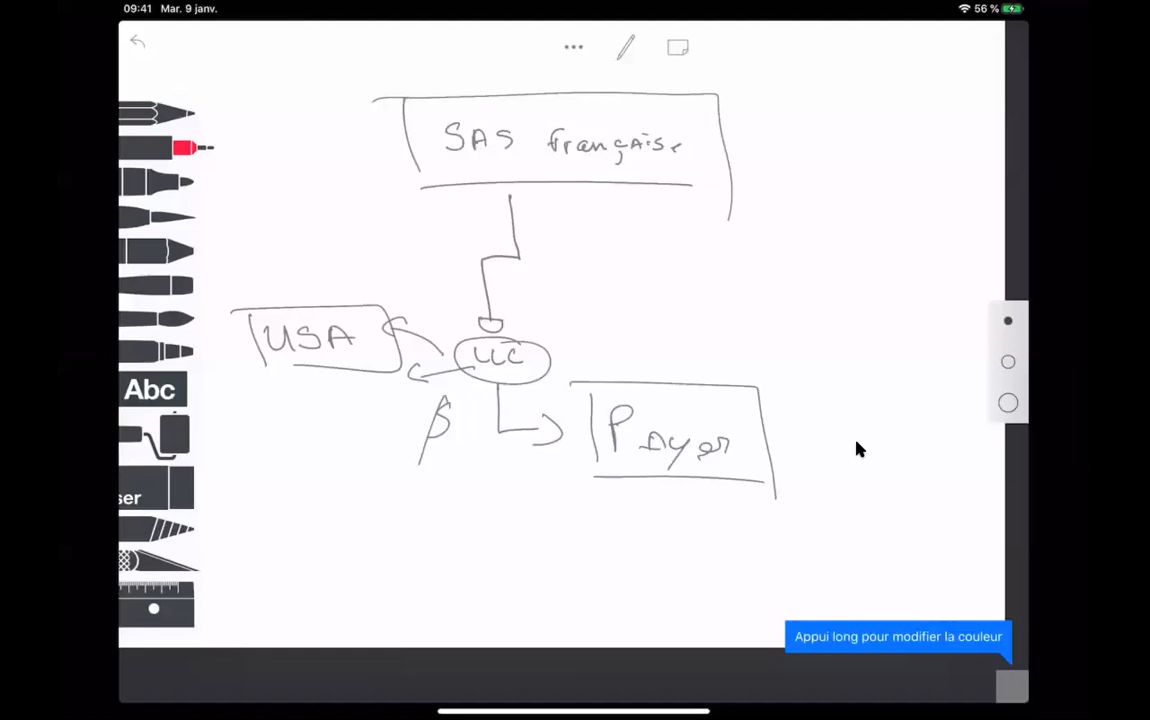 09:41 Mar. 9 janv.
56 %
SAS française
USA
LLC
Payer
Abc
ser
Appui long pour modifier la couleur